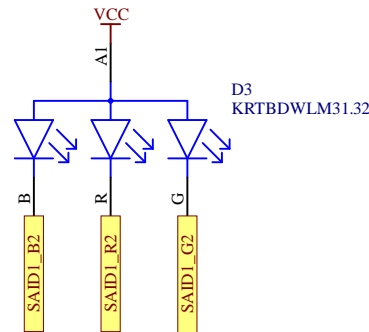 VCC
A1
D3
KRTBDWLM31.32
B
R
G
SAID1_B2
SAID1_R2
SAID1_G2